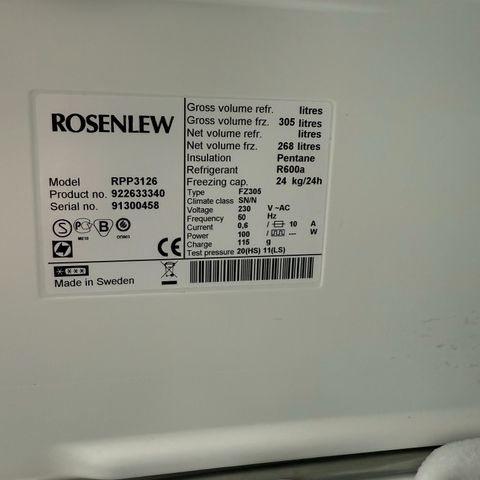 ROSENLEW
Model RPP3126
Product no. 922633340
Serial no. 91300458
S
B
ME10
Made in Sweden
Gross volume refr. litres
Gross volume frz. 305 litres
Net volume refr. litres
Net volume frz. 268 litres
Insulation Pentane
Refrigerant R600a
Freezing cap. 24 kg/24h
Type FZ305
Climate class SN/N
Voltage 230 V ~AC
Frequency 50 Hz
Current 0,6 / 10 A
Power 100 / ... W
Charge 115 g
Test pressure 20(HS) 11(LS)
CE